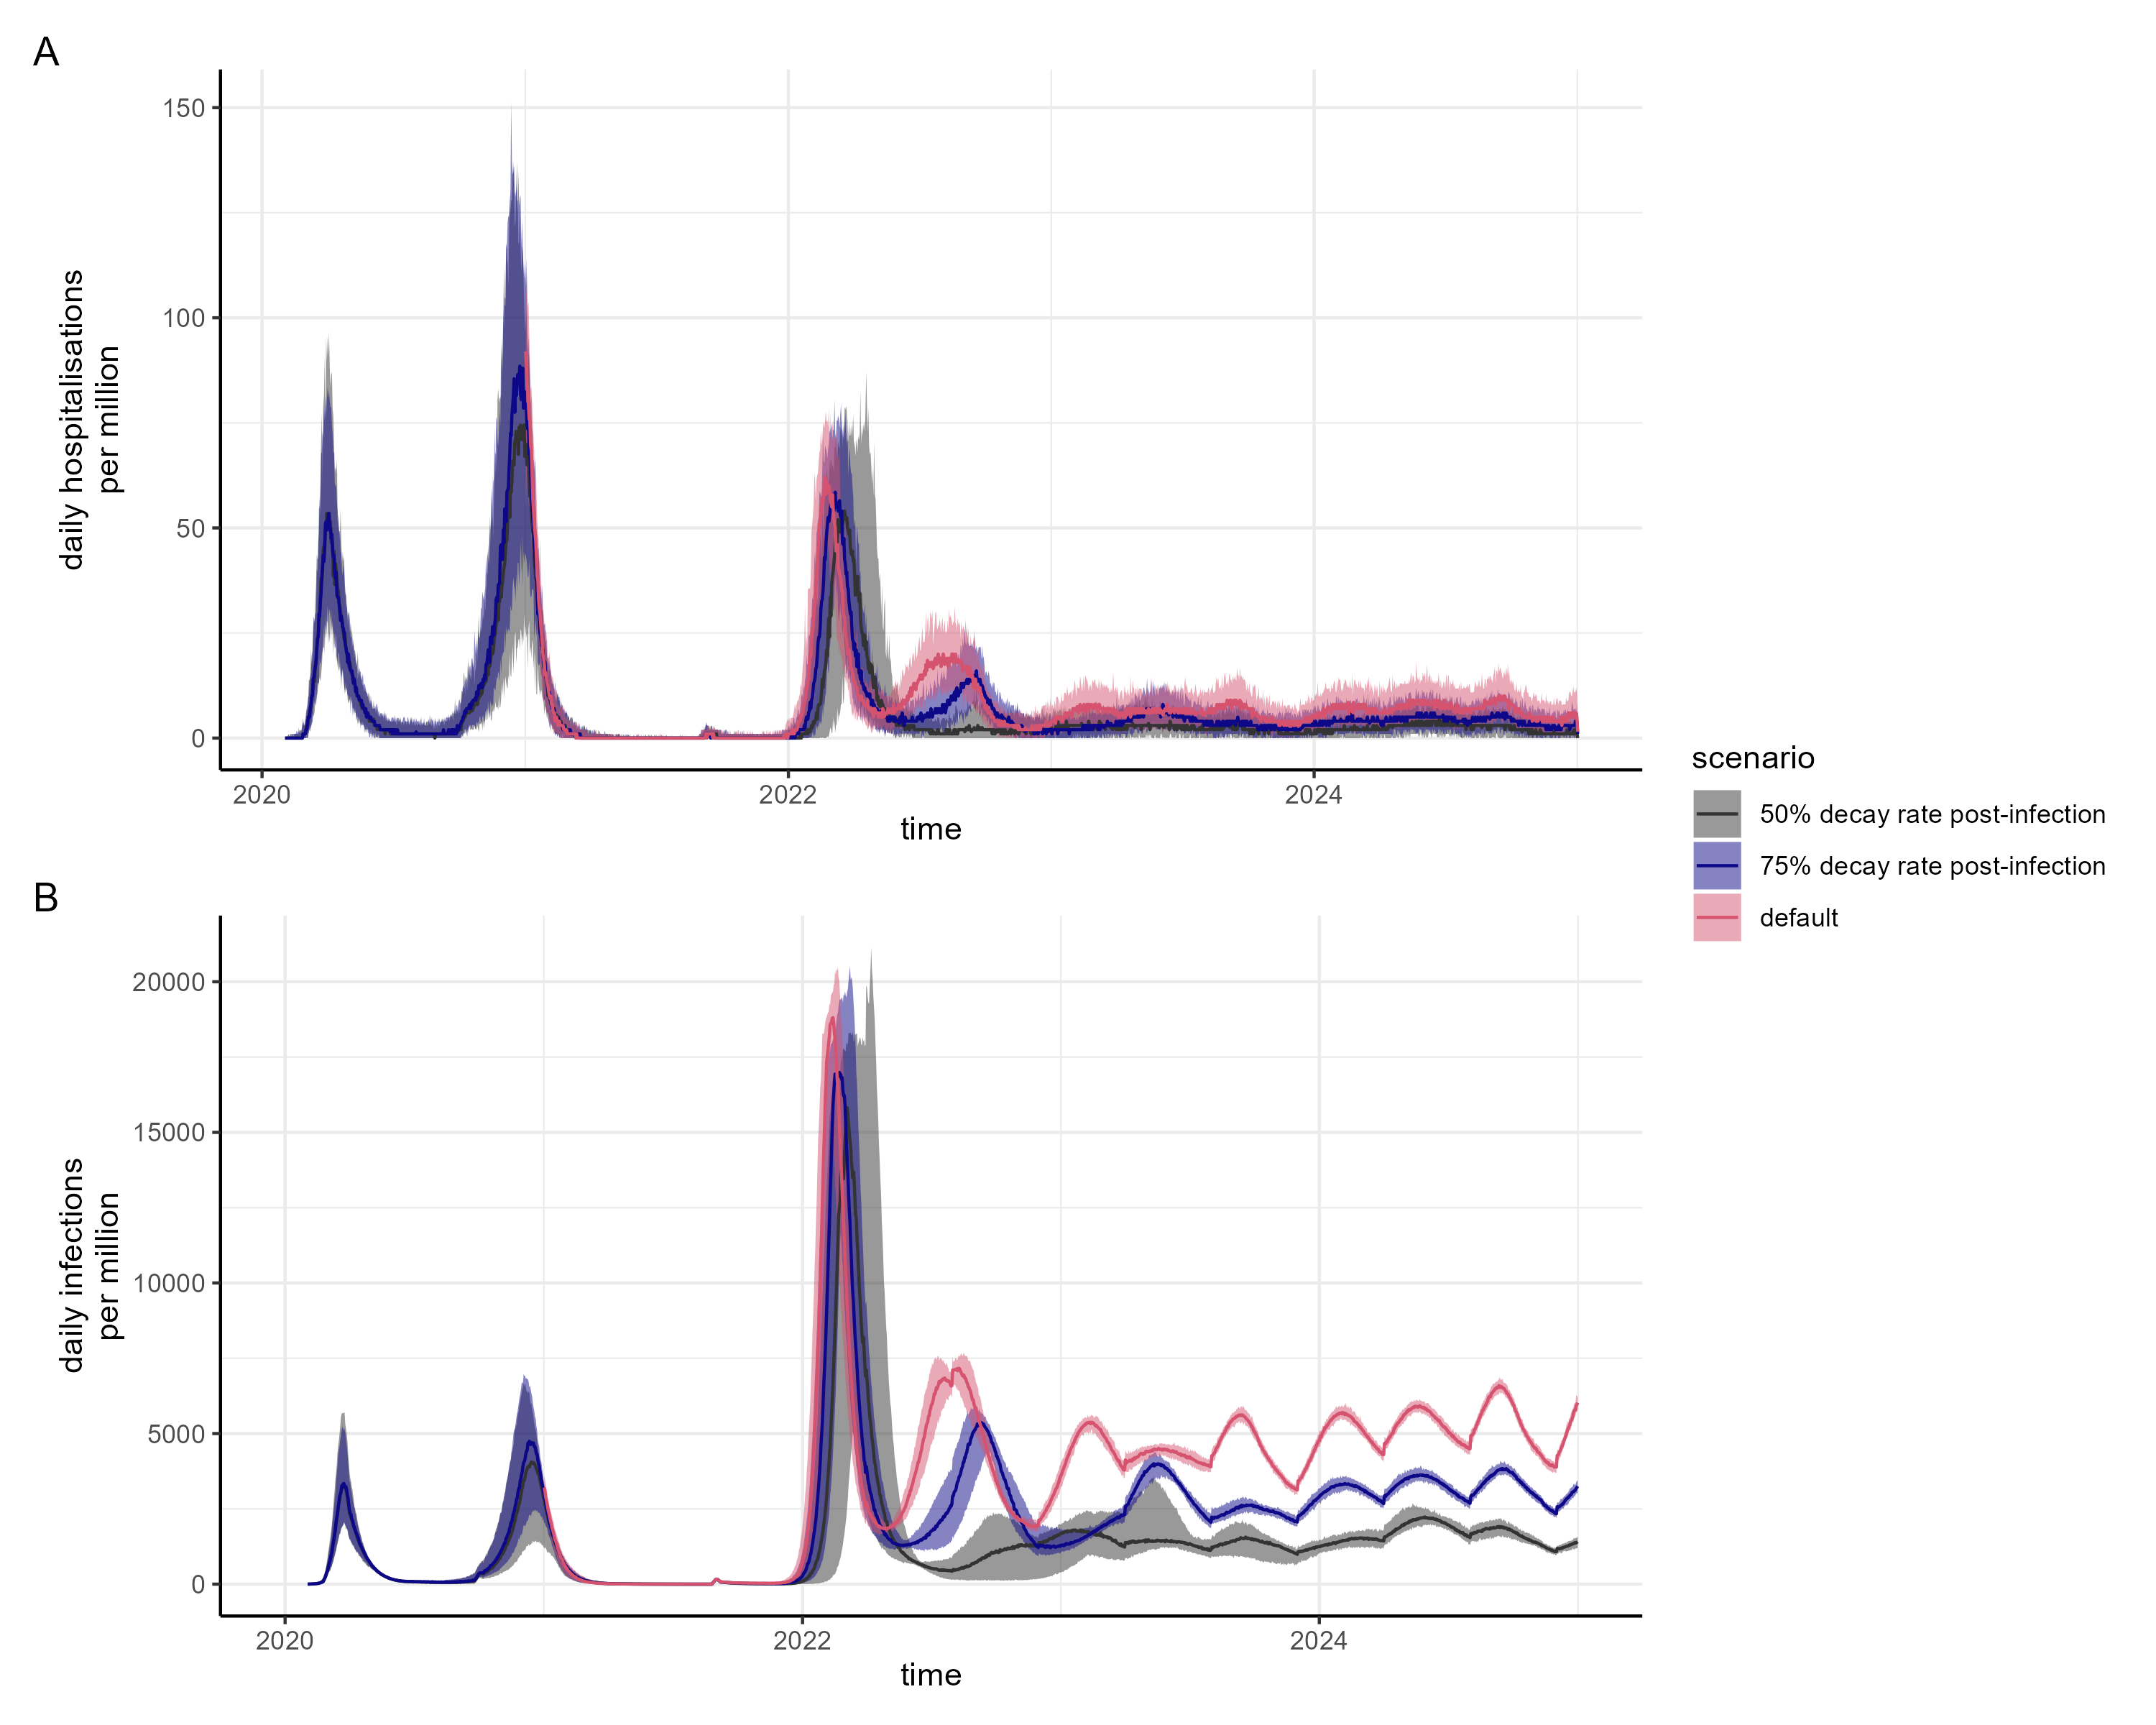 A
150
100
50
0
daily hospitalisations
per million
2020
2022
2024
time
scenario
50% decay rate post-infection
75% decay rate post-infection
default
B
20000
15000
10000
5000
0
daily infections
per million
2020
2022
2024
time